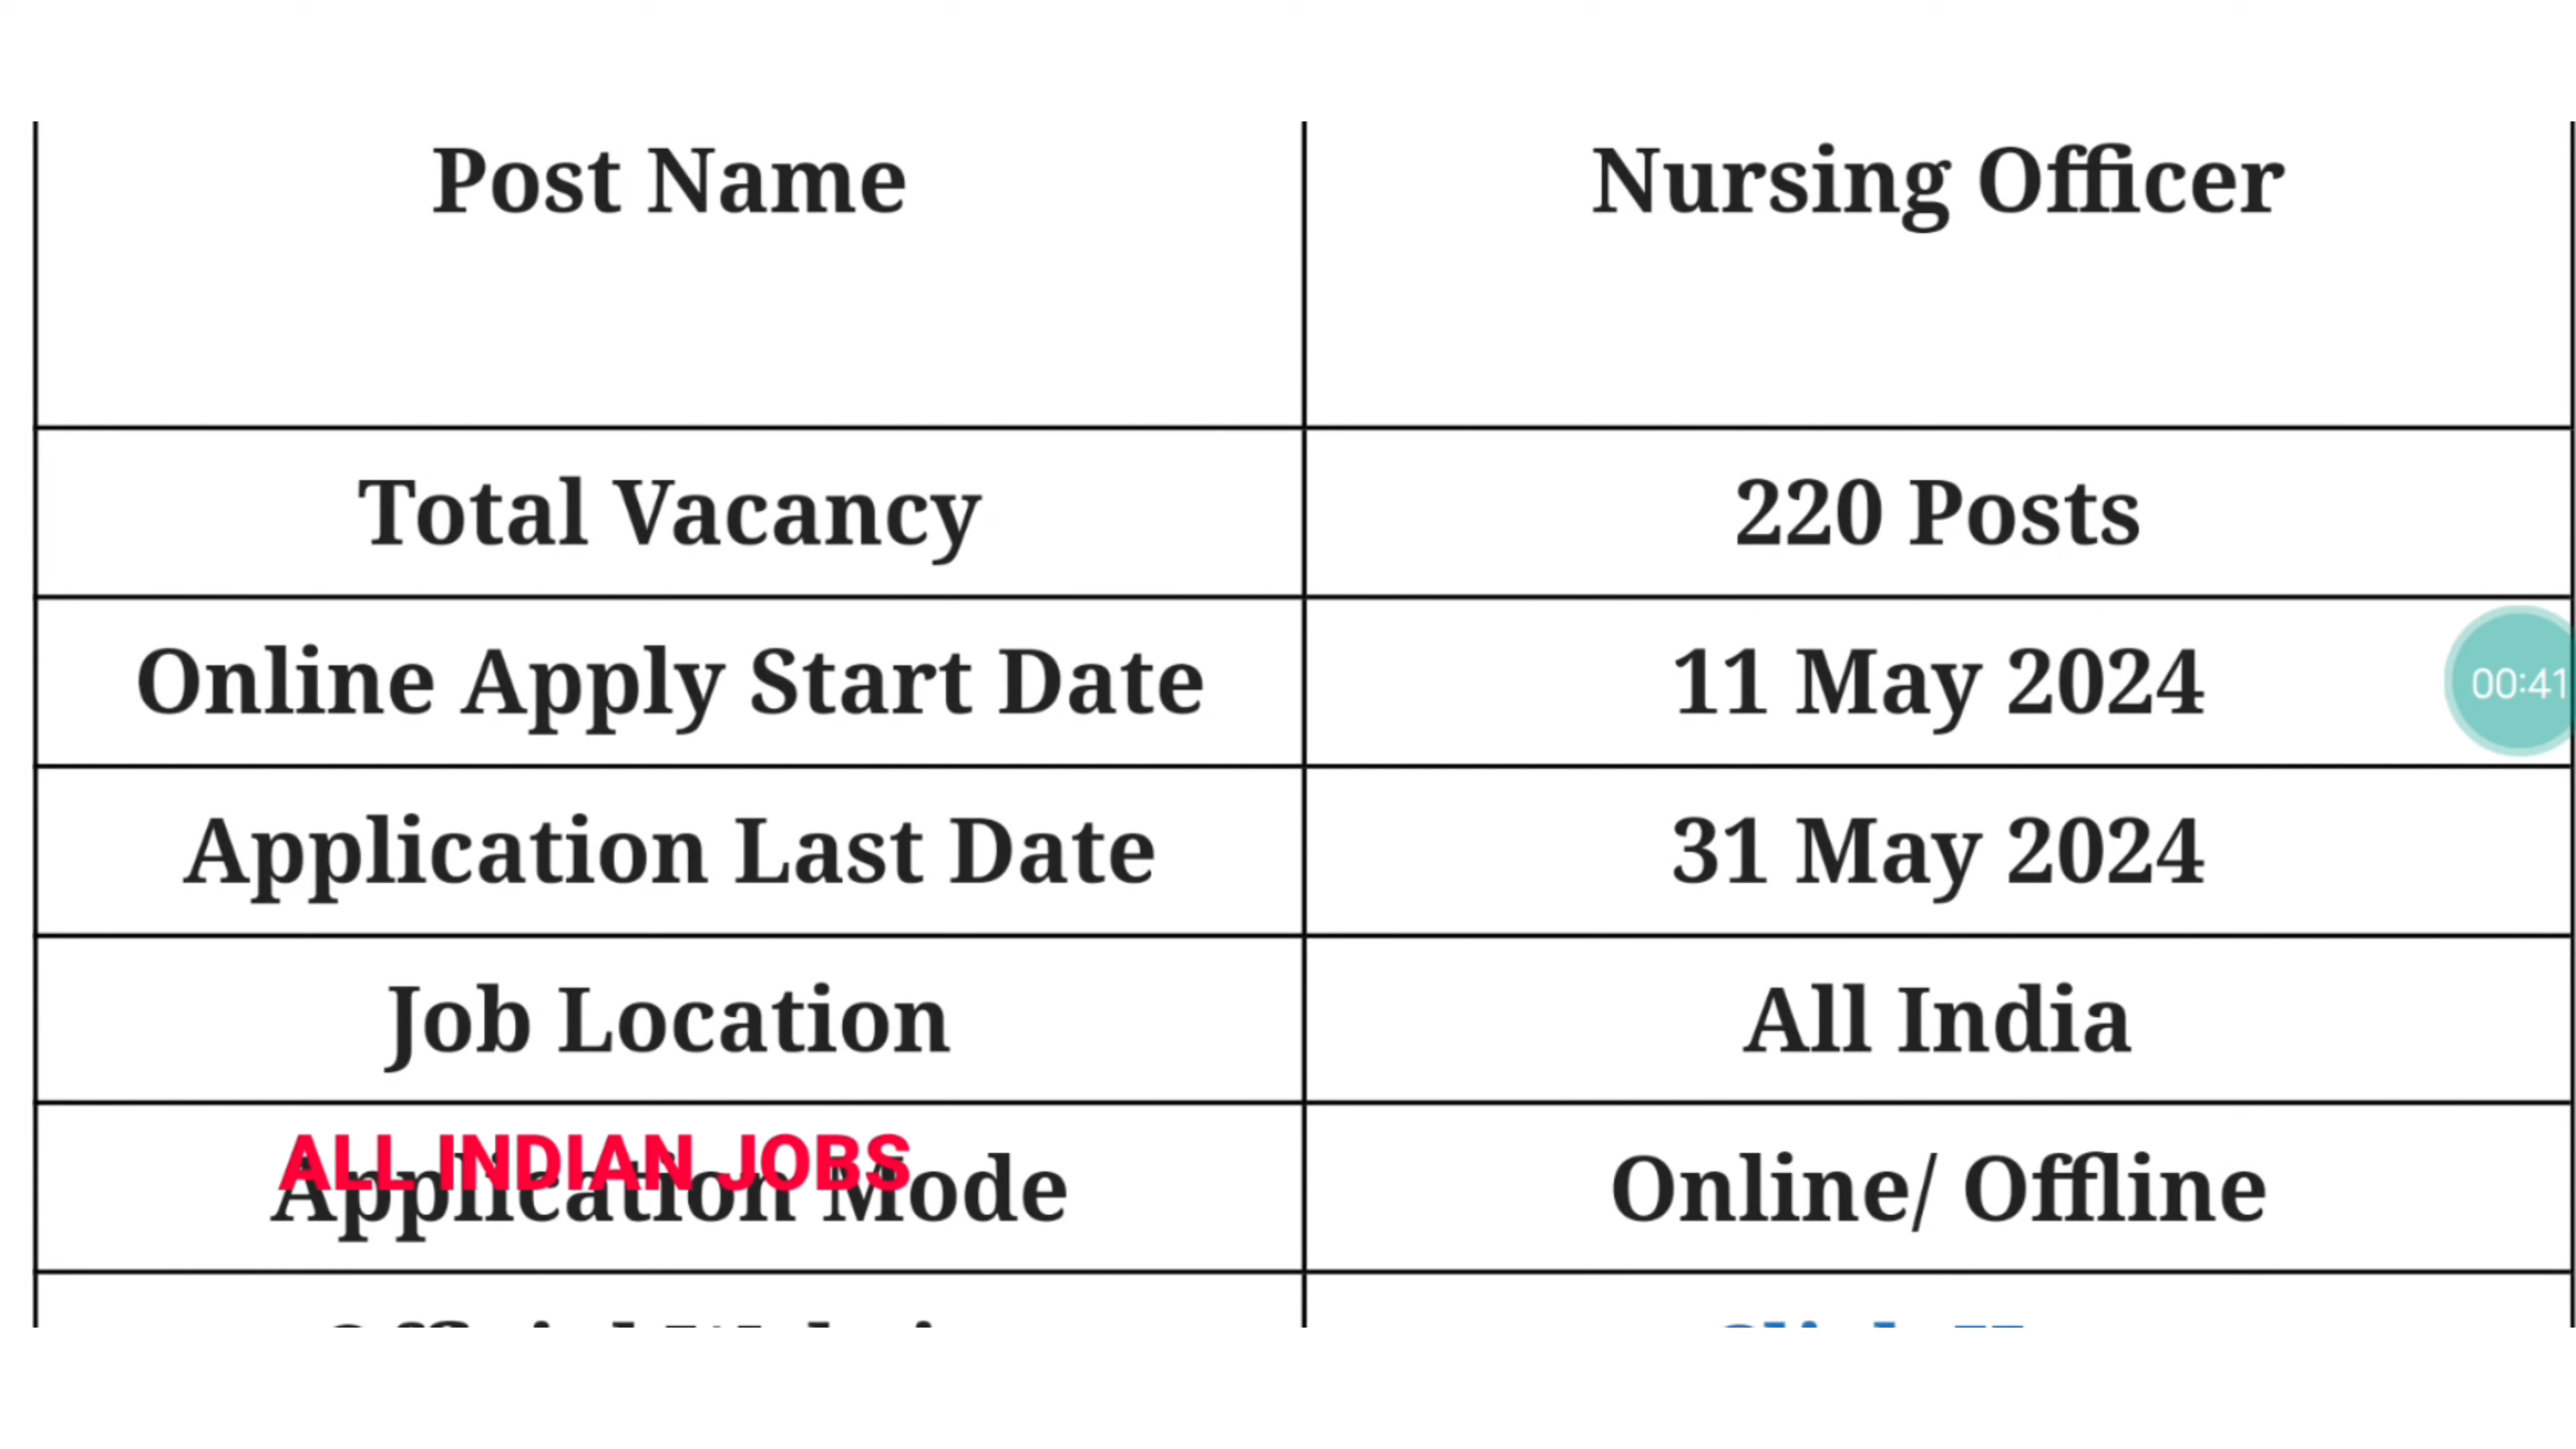 Post Name Nursing Officer
Total Vacancy 220 Posts
Online Apply Start Date 11 May 2024
00:41
Application Last Date 31 May 2024
Job Location All India
ALL INDIAN JOBS
Application Mode Online/ Offline